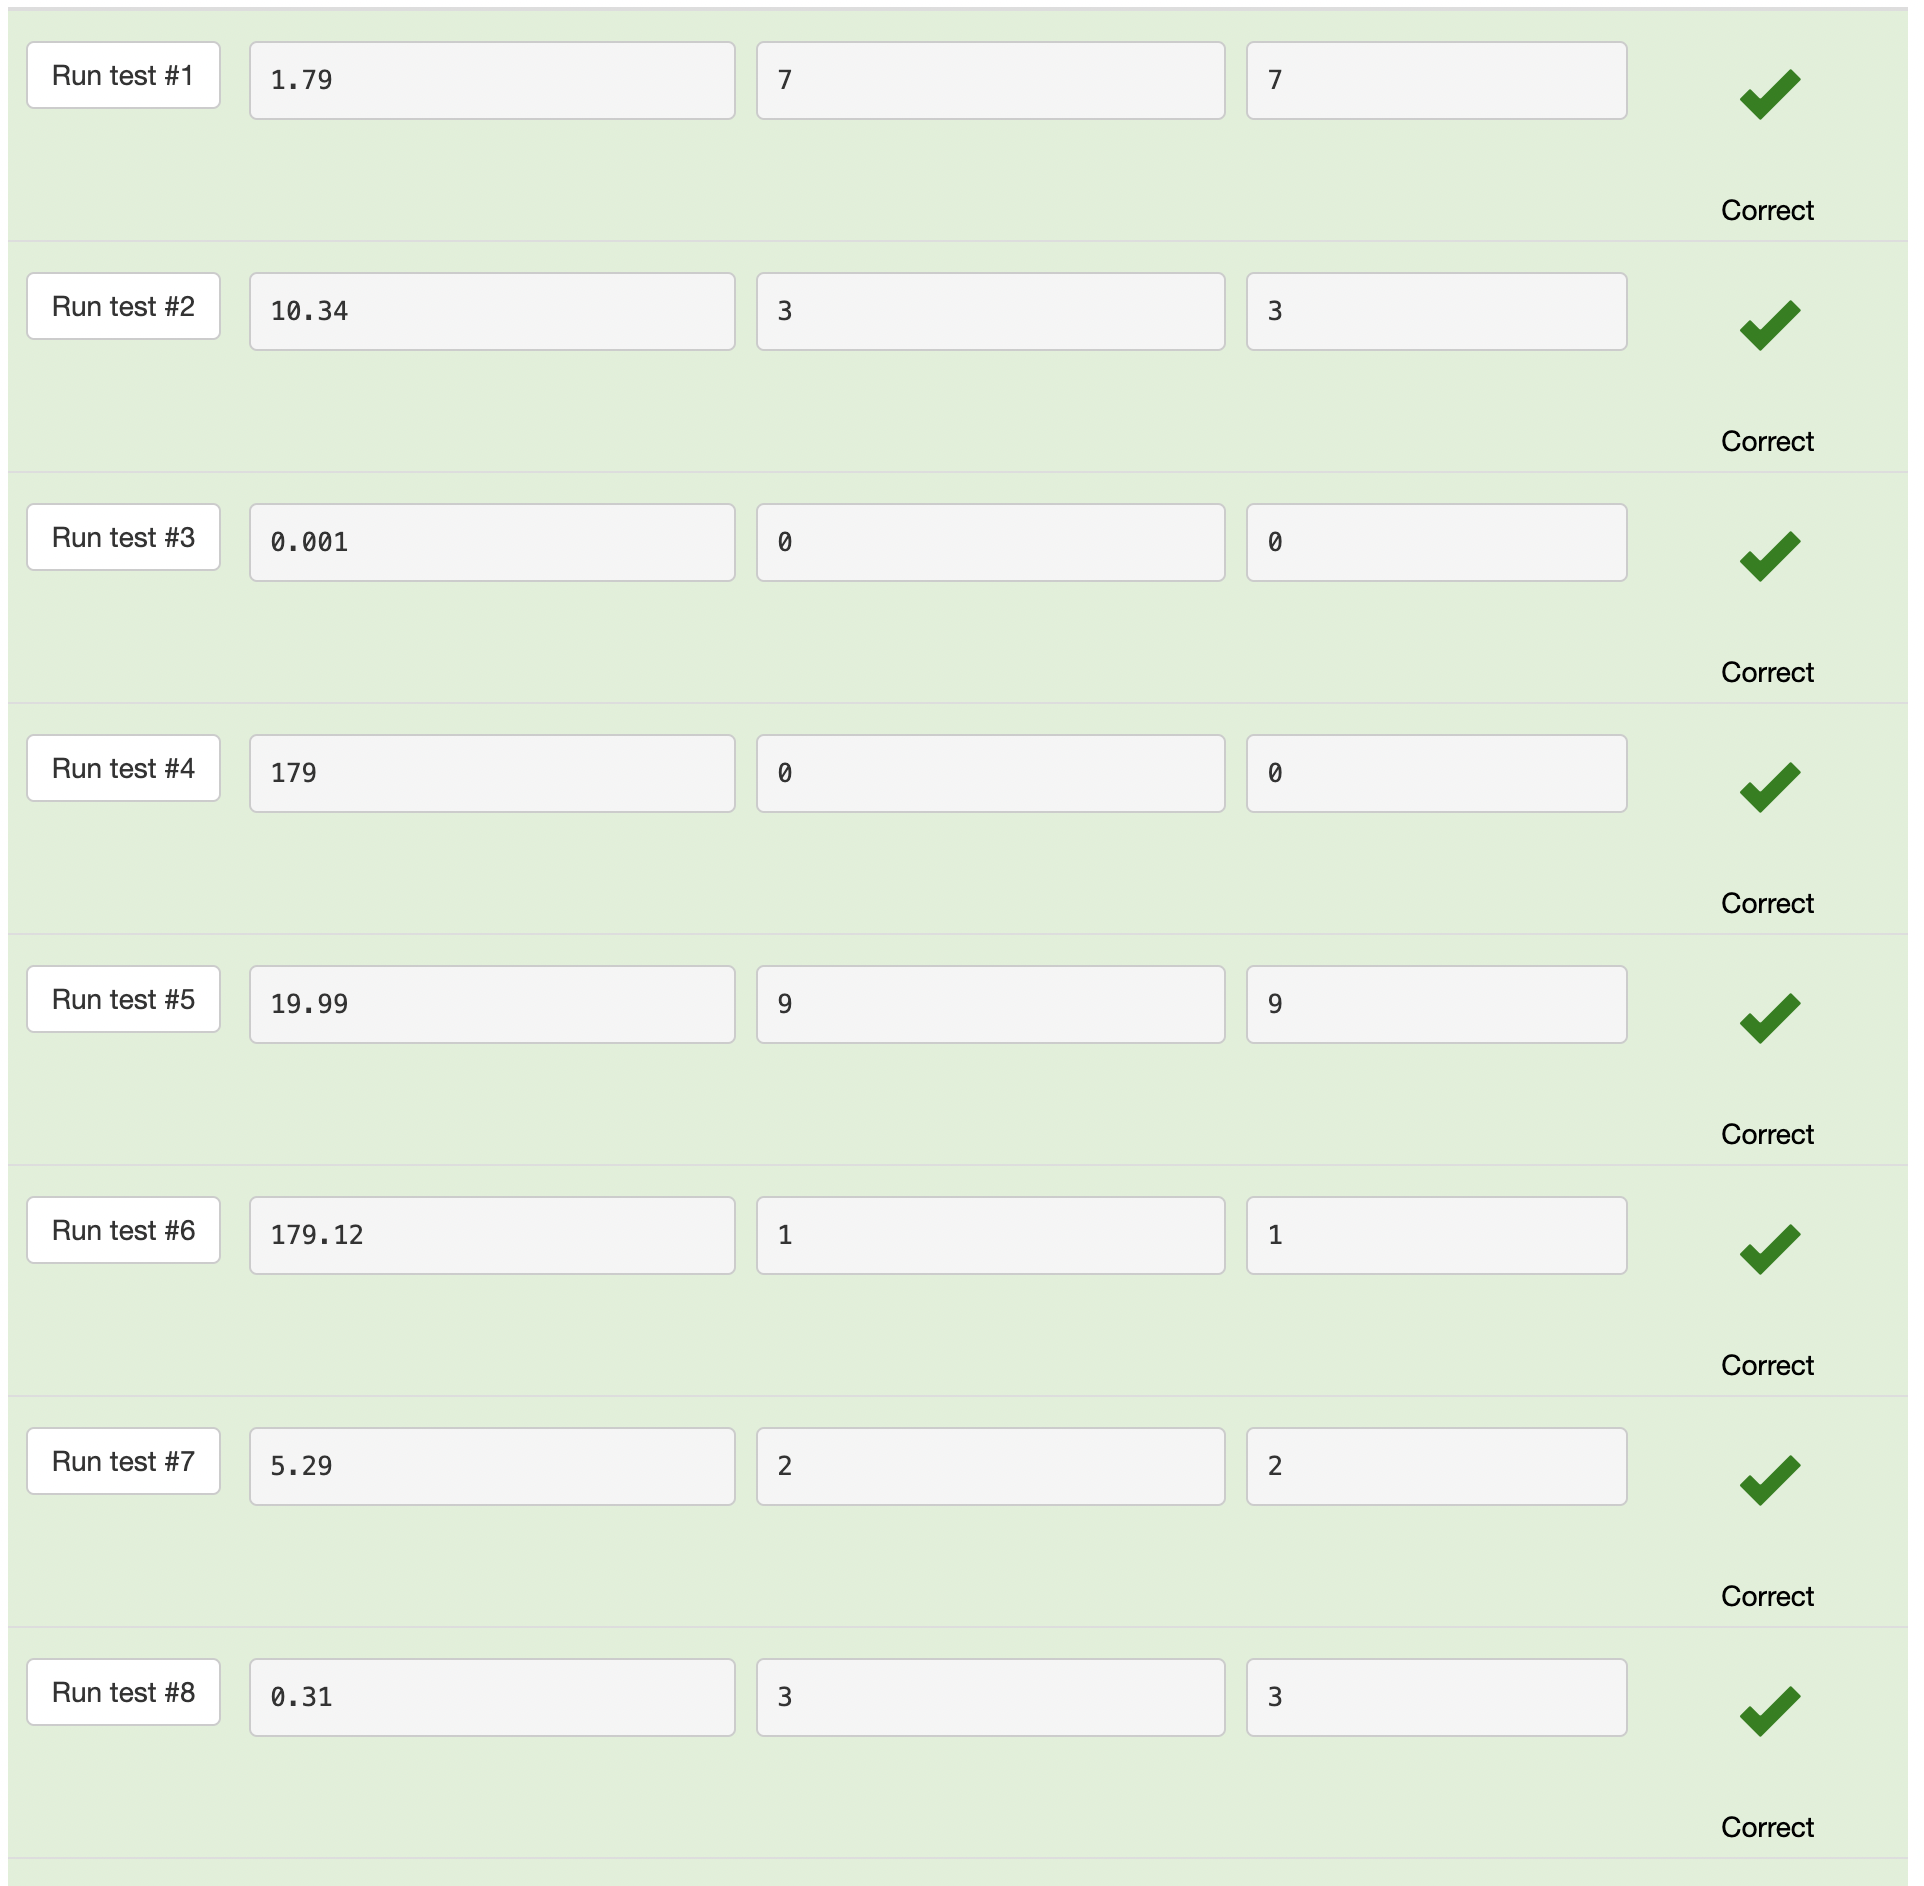 Run test #1 1.79 7 7
Correct
Run test #2 10.34 3 3
Correct
Run test #3 0.001 0 0
Correct
Run test #4 179 0 0
Correct
Run test #5 19.99 9 9
Correct
Run test #6 179.12 1 1
Correct
Run test #7 5.29 2 2
Correct
Run test #8 0.31 3 3
Correct